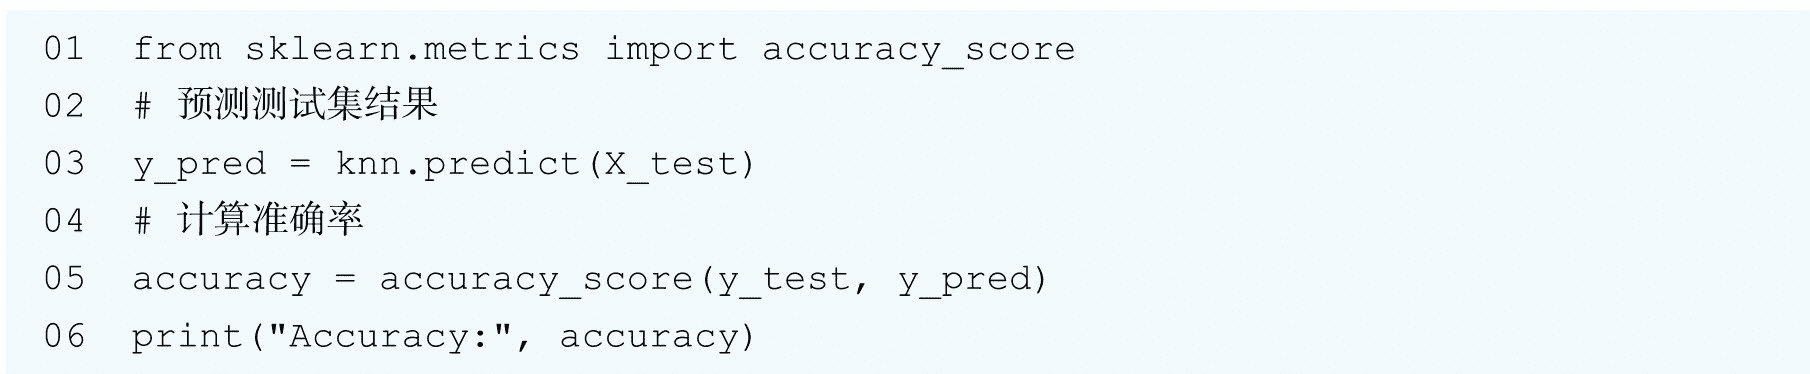 01 from sklearn.metrics import accuracy_score
02 # 预测测试集结果
03 y_pred = knn.predict(X_test)
04 # 计算准确率
05 accuracy = accuracy_score(y_test, y_pred)
06 print("Accuracy:", accuracy)